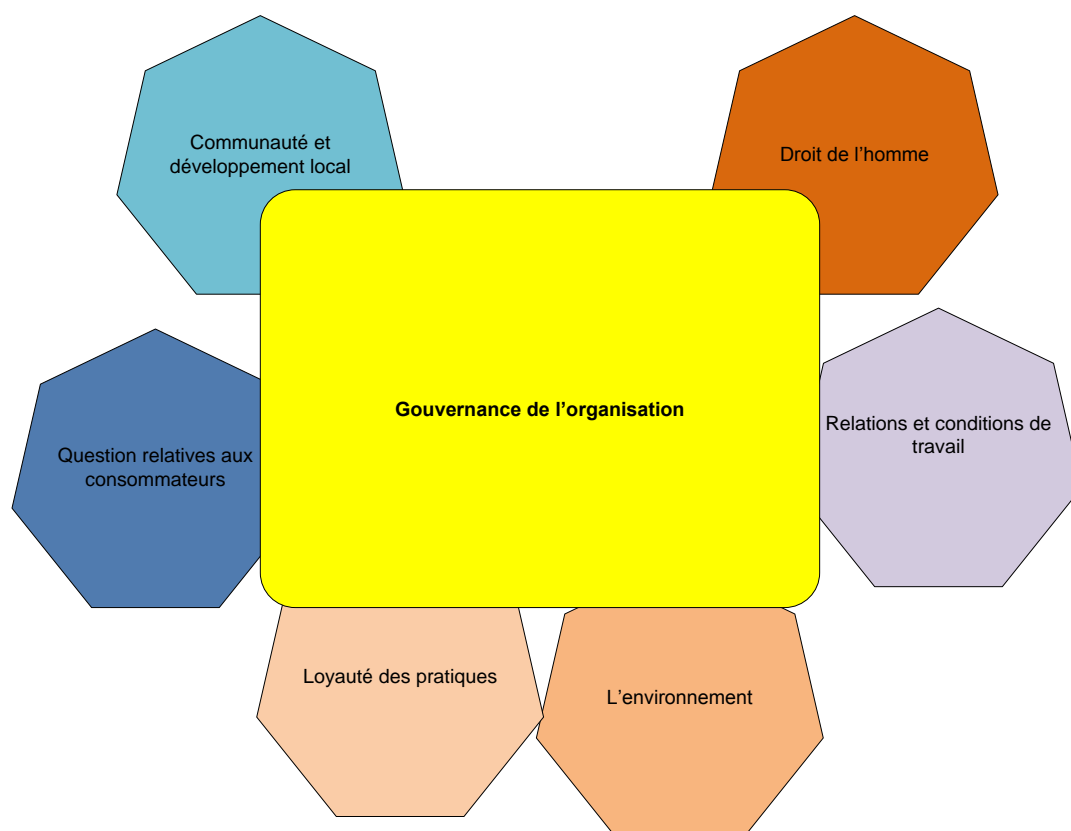 Communauté et
développement local
Droit de l’homme
Gouvernance de l’organisation
Relations et conditions de
travail
Question relatives aux
consommateurs
Loyauté des pratiques
L’environnement